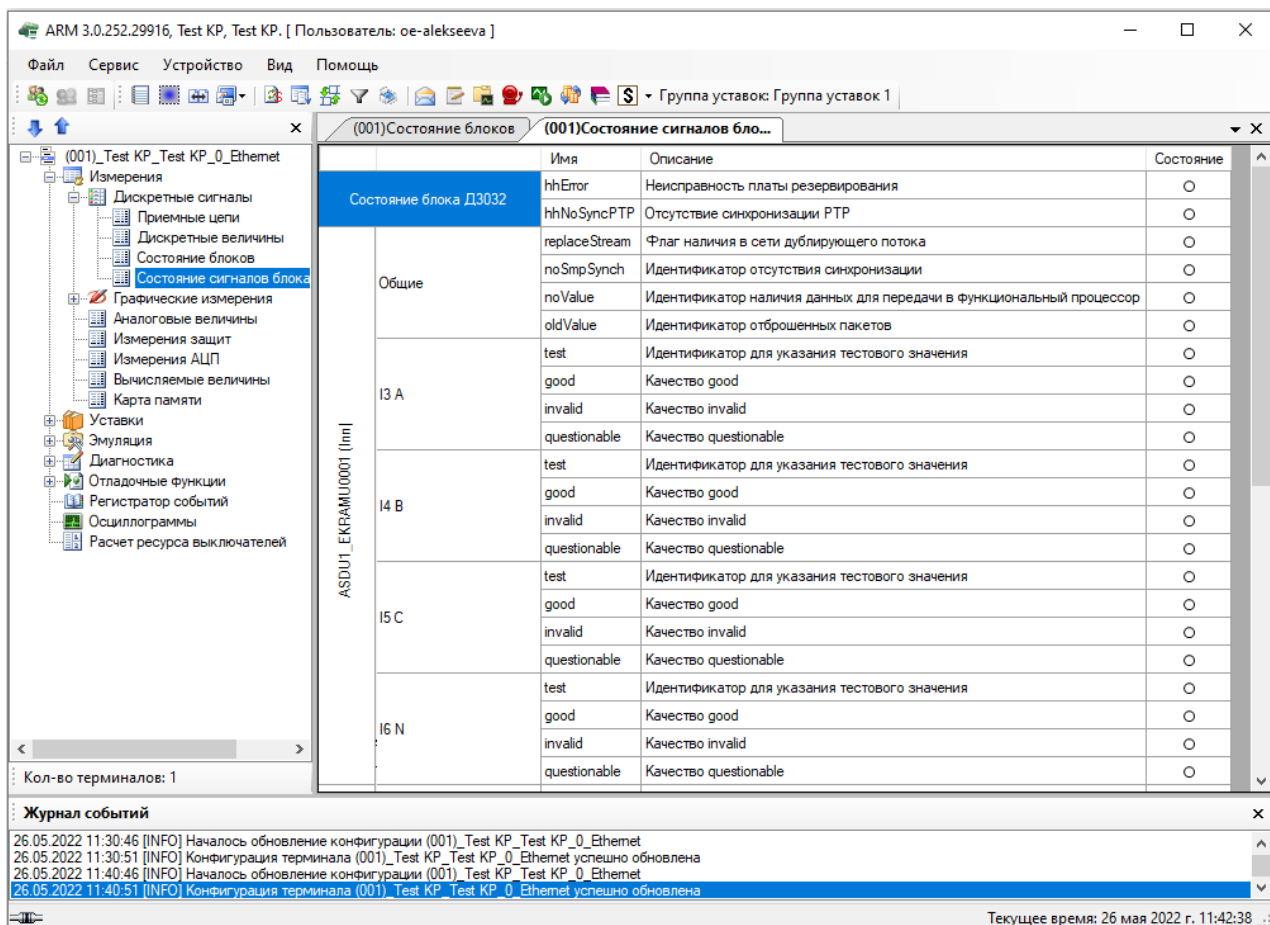 ARM 3.0.252.29916, Test KP, Test KP. [ Пользователь: oe-alekseeva ]
Файл Сервис Устройство Вид Помощь
Группа уставок: Группа уставок 1
(001)_Test KP_Test KP_0_Ethernet
Измерения
Дискретные сигналы
Приемные цепи
Дискретные величины
Состояние блоков
Состояние сигналов блока
Графические измерения
Аналоговые величины
Измерения защит
Измерения АЦП
Вычисляемые величины
Карта памяти
Уставки
Эмуляция
Диагностика
Отладочные функции
Регистратор событий
Осциллограммы
Расчет ресурса выключателей
Кол-во терминалов: 1
(001)Состояние блоков (001)Состояние сигналов бло...
Имя Описание Состояние
Состояние блока Д3032
hhError Неисправность платы резервирования
hhNoSyncPTP Отсутствие синхронизации PTP
ASDU1_EKRAMU0001 (Inn)
Общие
replaceStream Флаг наличия в сети дублирующего потока
noSmpSynch Идентификатор отсутствия синхронизации
noValue Идентификатор наличия данных для передачи в функциональный процессор
oldValue Идентификатор отброшенных пакетов
I3 A
test Идентификатор для указания тестового значения
good Качество good
invalid Качество invalid
questionable Качество questionable
I4 B
test Идентификатор для указания тестового значения
good Качество good
invalid Качество invalid
questionable Качество questionable
I5 C
test Идентификатор для указания тестового значения
good Качество good
invalid Качество invalid
questionable Качество questionable
I6 N
test Идентификатор для указания тестового значения
good Качество good
invalid Качество invalid
questionable Качество questionable
Журнал событий
26.05.2022 11:30:46 [INFO] Началось обновление конфигурации (001)_Test KP_Test KP_0_Ethernet
26.05.2022 11:30:51 [INFO] Конфигурация терминала (001)_Test KP_Test KP_0_Ethernet успешно обновлена
26.05.2022 11:40:46 [INFO] Началось обновление конфигурации (001)_Test KP_Test KP_0_Ethernet
26.05.2022 11:40:51 [INFO] Конфигурация терминала (001)_Test KP_Test KP_0_Ethernet успешно обновлена
Текущее время: 26 мая 2022 г. 11:42:38